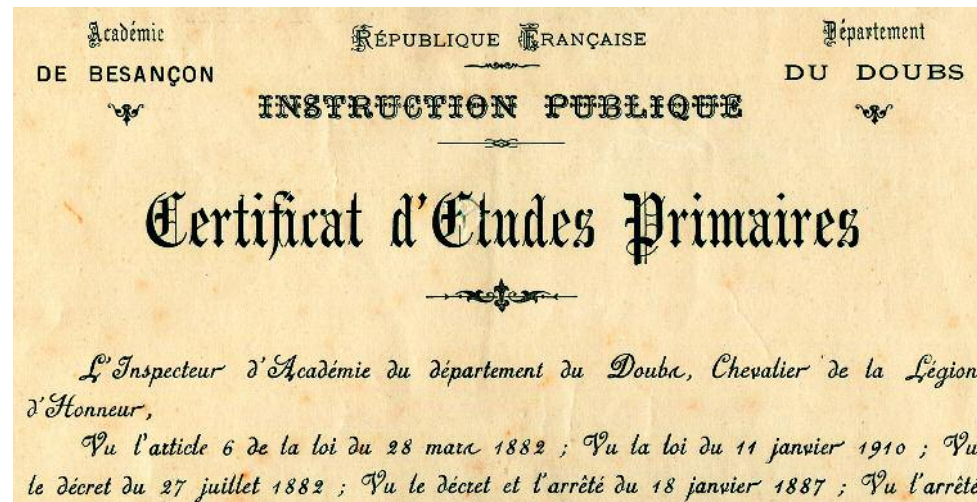 Académie
DE BESANÇON
RÉPUBLIQUE FRANÇAISE
Département
DU DOUBS
INSTRUCTION PUBLIQUE
Certificat d'Etudes Primaires
L'Inspecteur d'Académie du département du Doubs, Chevalier de la Légion
d'Honneur,
Vu l'article 6 de la loi du 28 mars 1882 ; Vu la loi du 11 janvier 1910 ; Vu
le décret du 27 juillet 1882 ; Vu le décret et l'arrêté du 18 janvier 1887 ; Vu l'arrêté